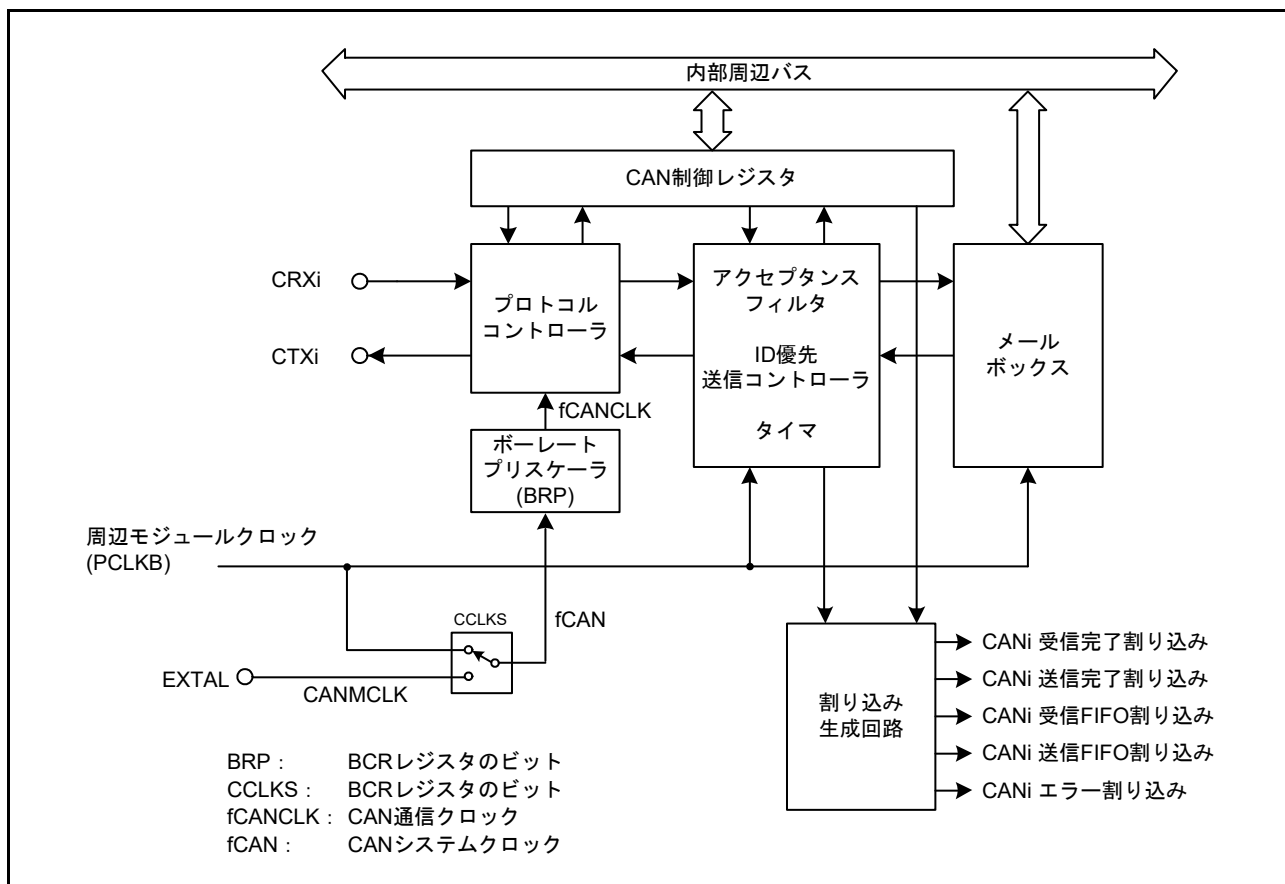 内部周辺バス
CAN制御レジスタ
CRXi
CTXi
プロトコル
コントローラ
アクセプタンス
フィルタ
ID優先
送信コントローラ
タイマ
メール
ボックス
fCANCLK
ボーレート
プリスケーラ
(BRP)
周辺モジュールクロック
(PCLKB)
CCLKS
fCAN
EXTAL
CANMCLK
割り込み
生成回路
CANi 受信完了割り込み
CANi 送信完了割り込み
CANi 受信FIFO割り込み
CANi 送信FIFO割り込み
CANi エラー割り込み
BRP : BCRレジスタのビット
CCLKS : BCRレジスタのビット
fCANCLK : CAN通信クロック
fCAN : CANシステムクロック